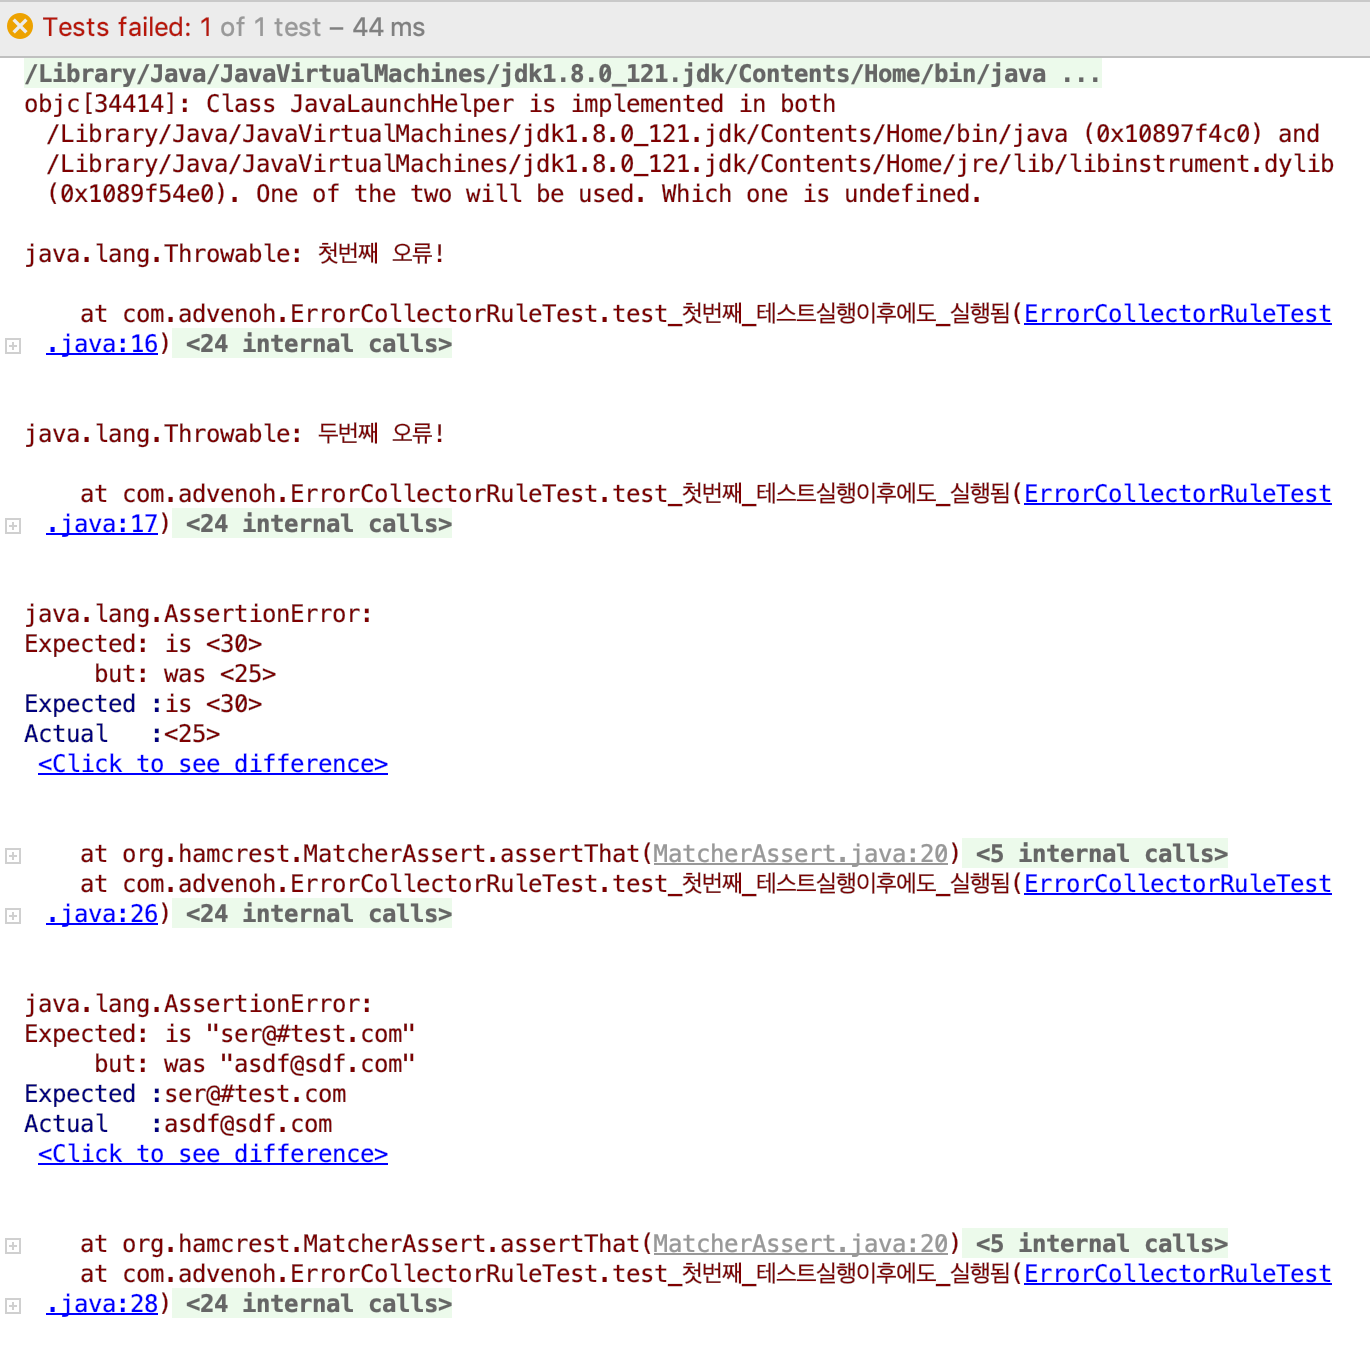 Tests failed: 1 of 1 test – 44 ms
/Library/Java/JavaVirtualMachines/jdk1.8.0_121.jdk/Contents/Home/bin/java ...
objc[34414]: Class JavaLaunchHelper is implemented in both
/Library/Java/JavaVirtualMachines/jdk1.8.0_121.jdk/Contents/Home/bin/java (0x10897f4c0) and
/Library/Java/JavaVirtualMachines/jdk1.8.0_121.jdk/Contents/Home/jre/lib/libinstrument.dylib
(0x1089f54e0). One of the two will be used. Which one is undefined.
java.lang.Throwable: 첫번째 오류!
at com.advenoh.ErrorCollectorRuleTest.test_첫번째_테스트실행이후에도_실행됨(ErrorCollectorRuleTest
.java:16) <24 internal calls>
java.lang.Throwable: 두번째 오류!
at com.advenoh.ErrorCollectorRuleTest.test_첫번째_테스트실행이후에도_실행됨(ErrorCollectorRuleTest
.java:17) <24 internal calls>
java.lang.AssertionError:
Expected: is <30>
but: was <25>
Expected :is <30>
Actual   :<25>
<Click to see difference>
at org.hamcrest.MatcherAssert.assertThat(MatcherAssert.java:20) <5 internal calls>
at com.advenoh.ErrorCollectorRuleTest.test_첫번째_테스트실행이후에도_실행됨(ErrorCollectorRuleTest
.java:26) <24 internal calls>
java.lang.AssertionError:
Expected: is "ser@#test.com"
but: was "asdf@sdf.com"
Expected :ser@#test.com
Actual   :asdf@sdf.com
<Click to see difference>
at org.hamcrest.MatcherAssert.assertThat(MatcherAssert.java:20) <5 internal calls>
at com.advenoh.ErrorCollectorRuleTest.test_첫번째_테스트실행이후에도_실행됨(ErrorCollectorRuleTest
.java:28) <24 internal calls>